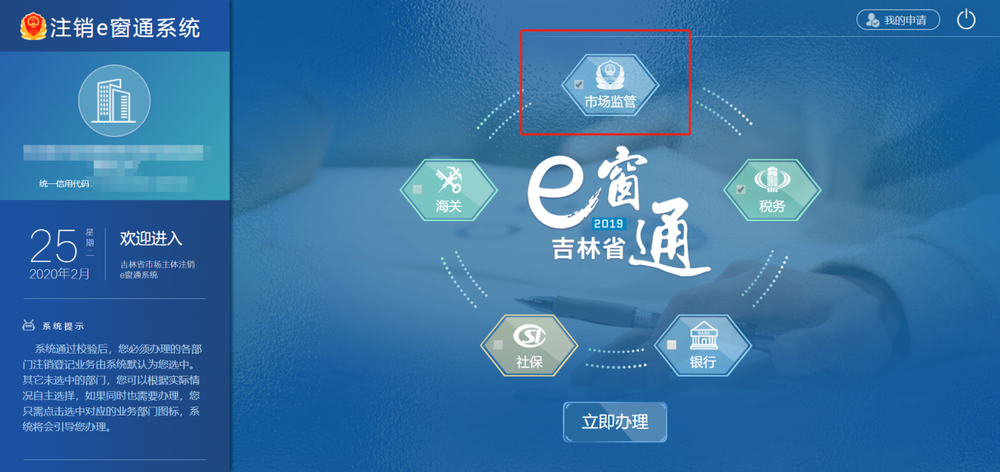 注销e窗通系统
我的申请
统一信用代码
25
星期二
2020年2月
欢迎进入
吉林省市场主体注销
e窗通系统
系统提示
系统通过校验后，您必须办理的各部
门注销登记业务由系统默认为您选中。
其它未选中的部门，您可以根据实际情
况自主选择，如果同时也需要办理，您
只需点击选中对应的业务部门图标，系
统将会引导您办理。
市场监管
海关
税务
e窗通
2019
吉林省
社保
BANK
银行
立即办理